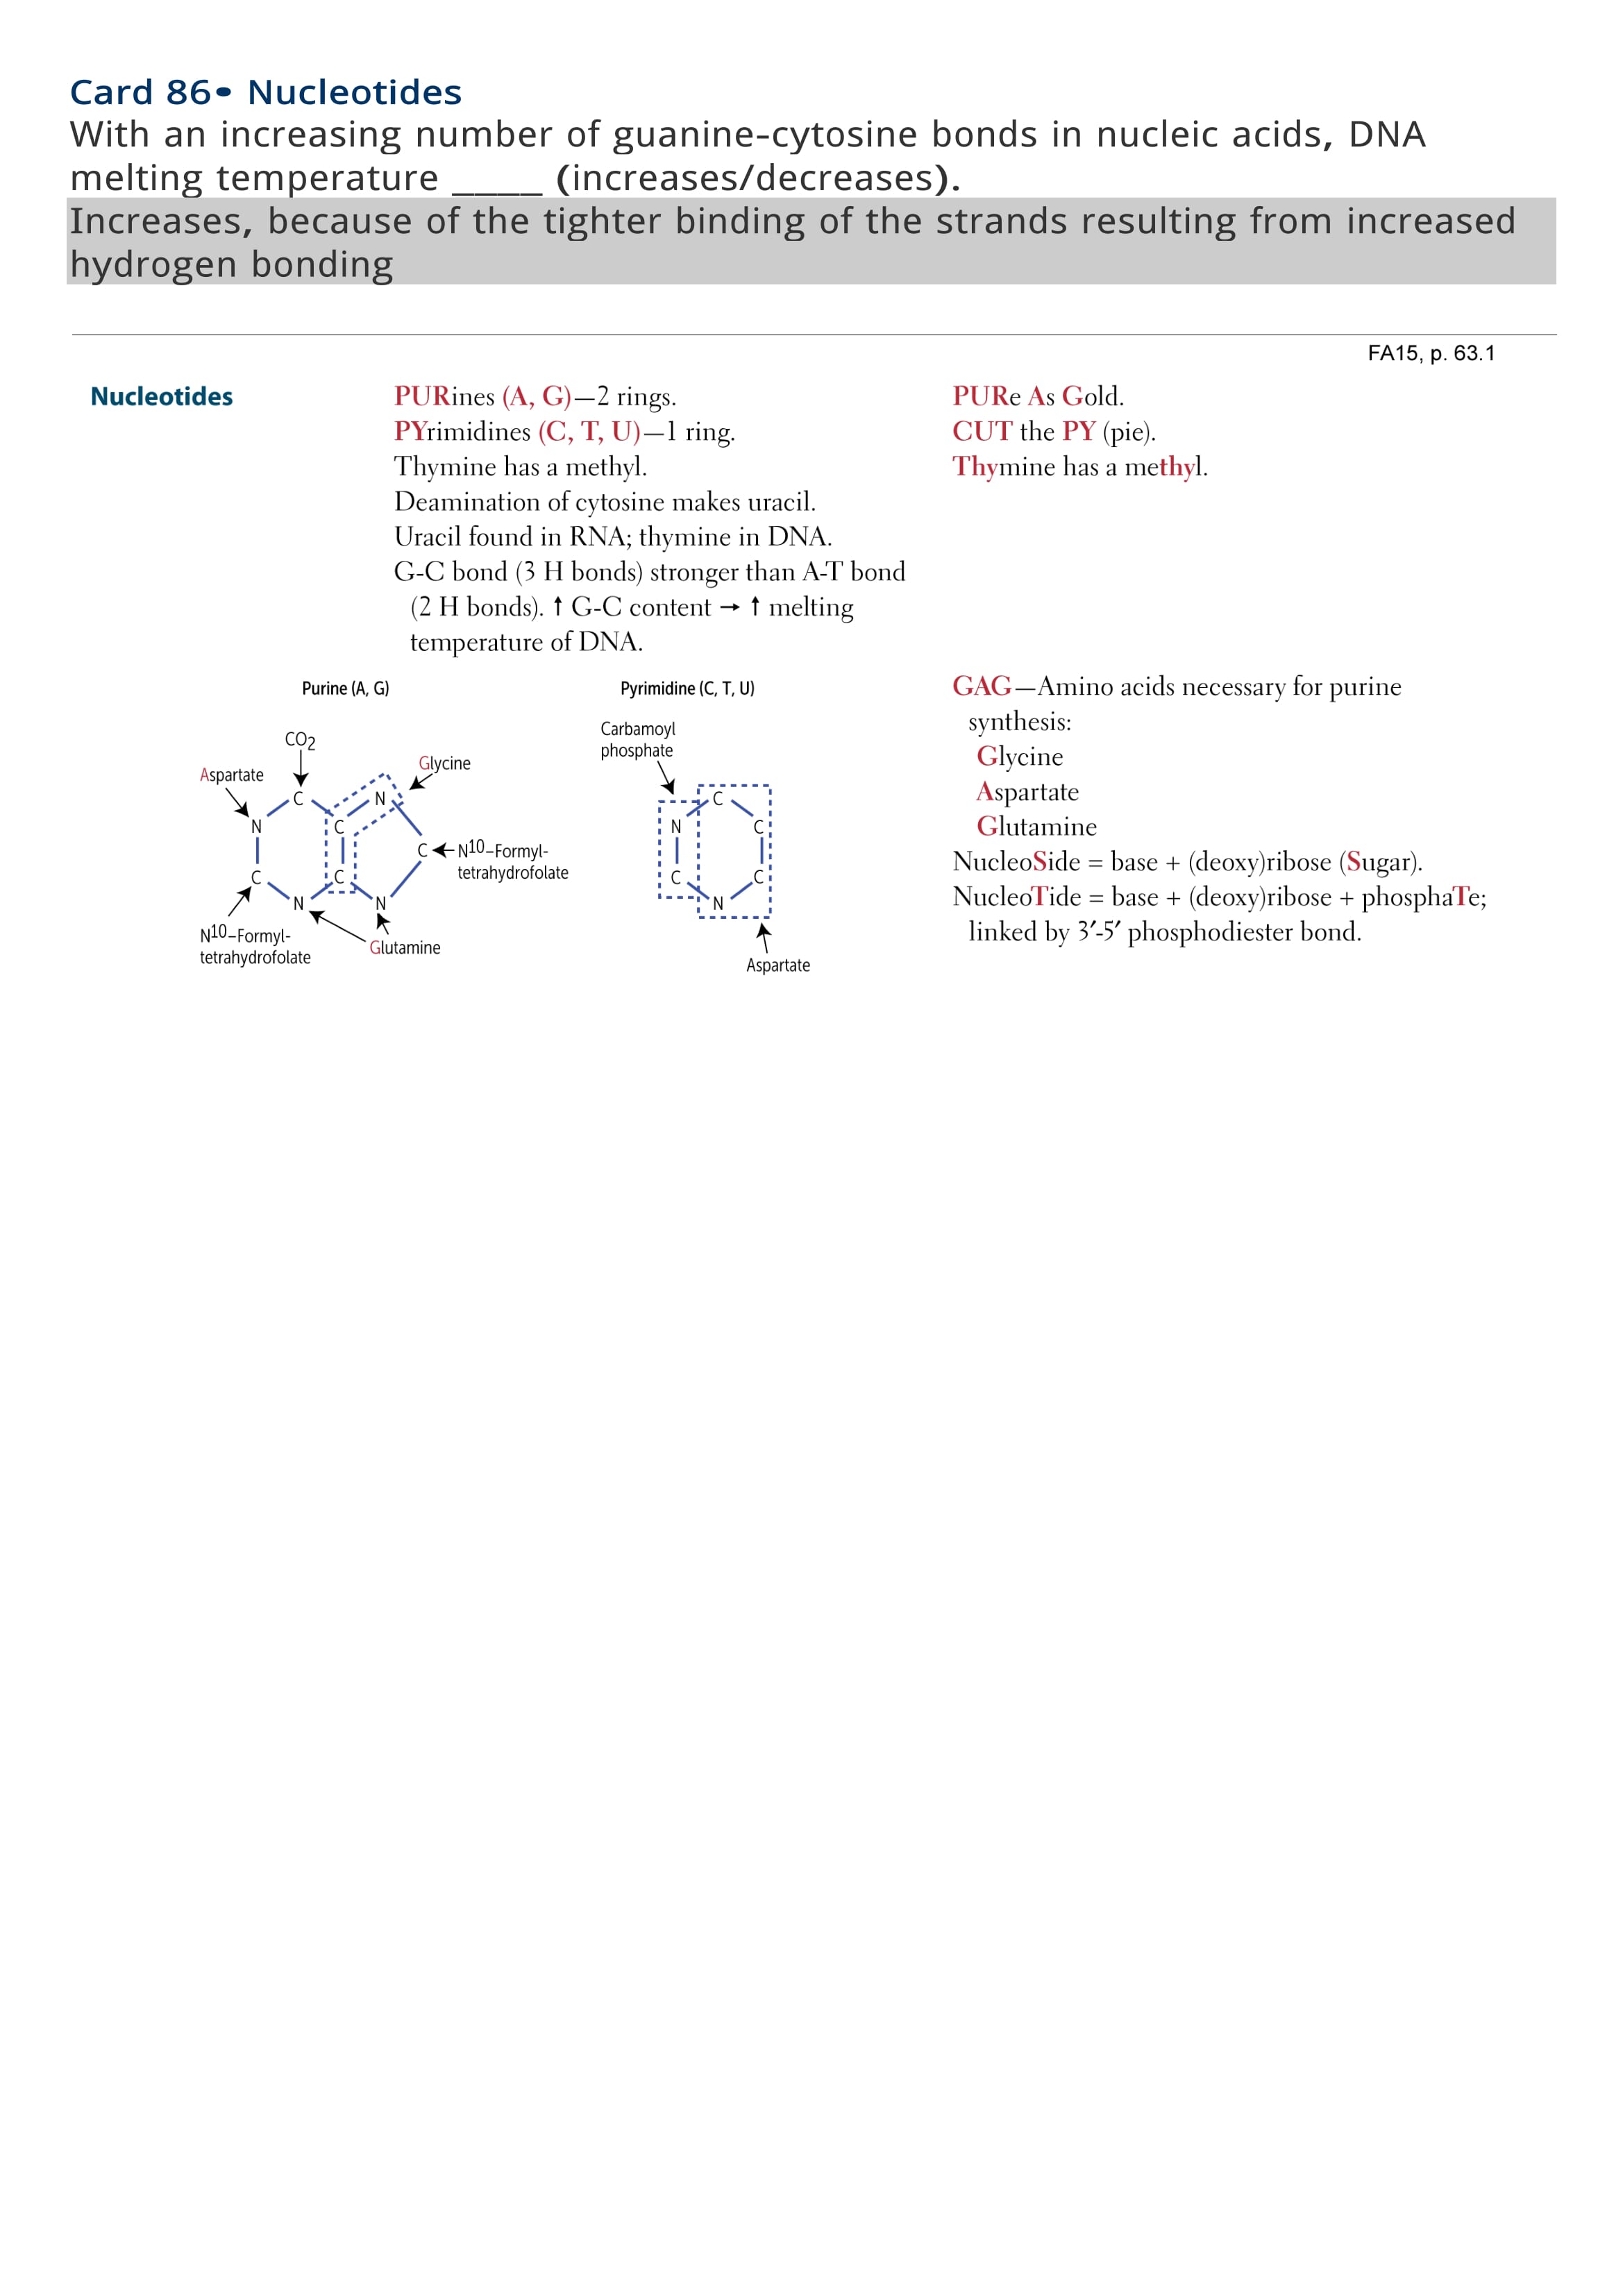 Card 86• Nucleotides
With an increasing number of guanine-cytosine bonds in nucleic acids, DNA
melting temperature ____ (increases/decreases).
Increases, because of the tighter binding of the strands resulting from increased
hydrogen bonding
FA15, p. 63.1
Nucleotides
PURines (A, G)—2 rings.
PYrimidines (C, T, U)—1 ring.
Thymine has a methyl.
Deamination of cytosine makes uracil.
Uracil found in RNA; thymine in DNA.
G-C bond (3 H bonds) stronger than A-T bond
(2 H bonds). ↑ G-C content → ↑ melting
temperature of DNA.
PURe As Gold.
CUT the PY (pie).
Thymine has a methyl.
Purine (A, G)
CO2
Aspartate
Glycine
C
N
N
C
C
N10–Formyl-
tetrahydrofolate
C
C
N
N
N10–Formyl-
tetrahydrofolate
Glutamine
Pyrimidine (C, T, U)
Carbamoyl
phosphate
C
N
C
C
C
N
Aspartate
GAG—Amino acids necessary for purine
synthesis:
Glycine
Aspartate
Glutamine
NucleoSide = base + (deoxy)ribose (Sugar).
NucleoTide = base + (deoxy)ribose + phosphaTe;
linked by 3′-5′ phosphodiester bond.